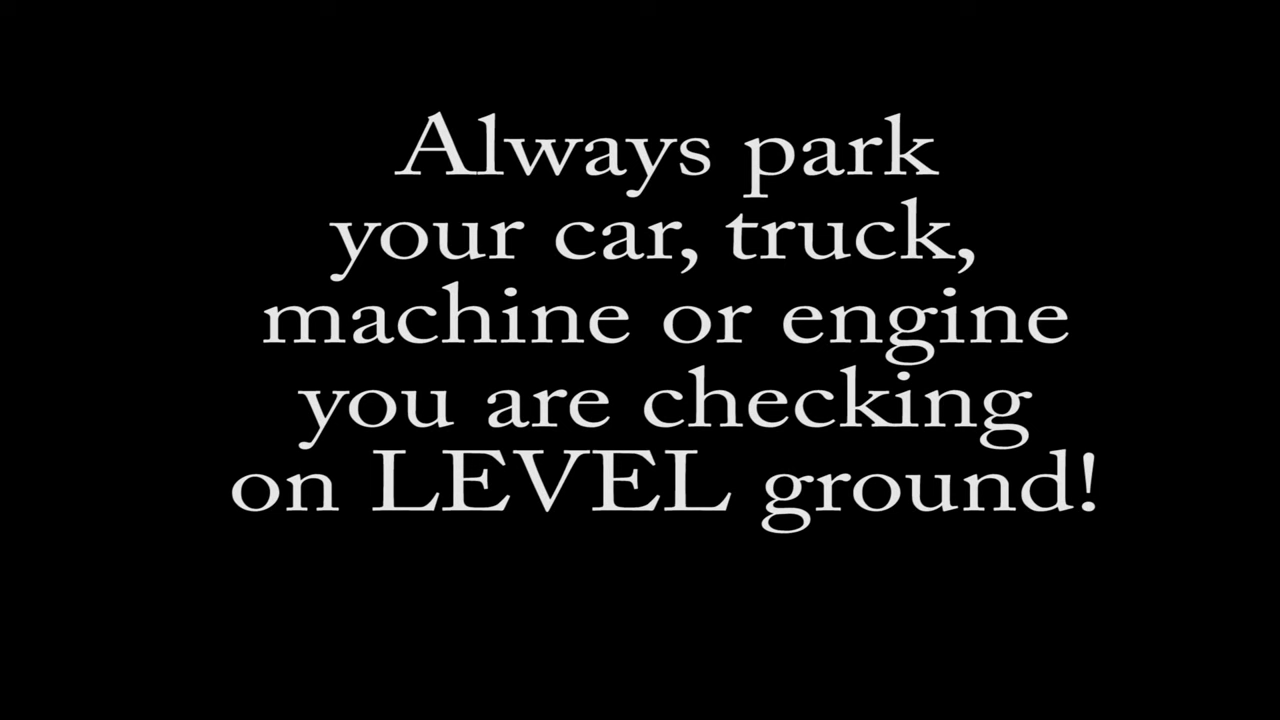 Always park
your car, truck,
machine or engine
you are checking
on LEVEL ground!